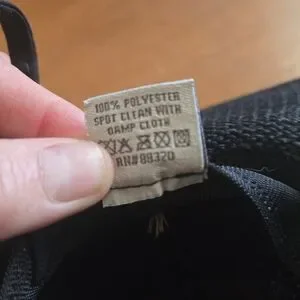 100% POLYESTER
SPOT CLEAN WITH
DAMP CLOTH
RN#88320